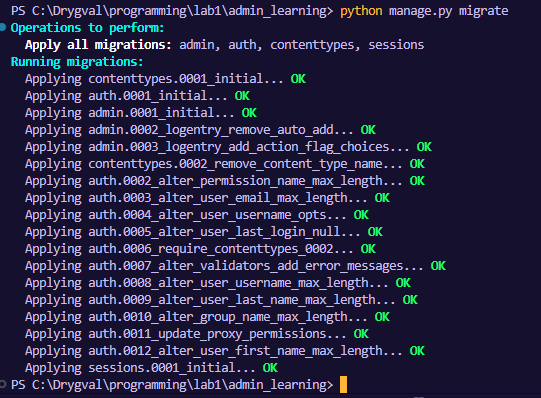 PS C:\Drygval\programming\lab1\admin_learning> python manage.py migrate
Operations to perform:
Apply all migrations: admin, auth, contenttypes, sessions
Running migrations:
Applying contenttypes.0001_initial... OK
Applying auth.0001_initial... OK
Applying admin.0001_initial... OK
Applying admin.0002_logentry_remove_auto_add... OK
Applying admin.0003_logentry_add_action_flag_choices... OK
Applying contenttypes.0002_remove_content_type_name... OK
Applying auth.0002_alter_permission_name_max_length... OK
Applying auth.0003_alter_user_email_max_length... OK
Applying auth.0004_alter_user_username_opts... OK
Applying auth.0005_alter_user_last_login_null... OK
Applying auth.0006_require_contenttypes_0002... OK
Applying auth.0007_alter_validators_add_error_messages... OK
Applying auth.0008_alter_user_username_max_length... OK
Applying auth.0009_alter_user_last_name_max_length... OK
Applying auth.0010_alter_group_name_max_length... OK
Applying auth.0011_update_proxy_permissions... OK
Applying auth.0012_alter_user_first_name_max_length... OK
Applying sessions.0001_initial... OK
PS C:\Drygval\programming\lab1\admin_learning>